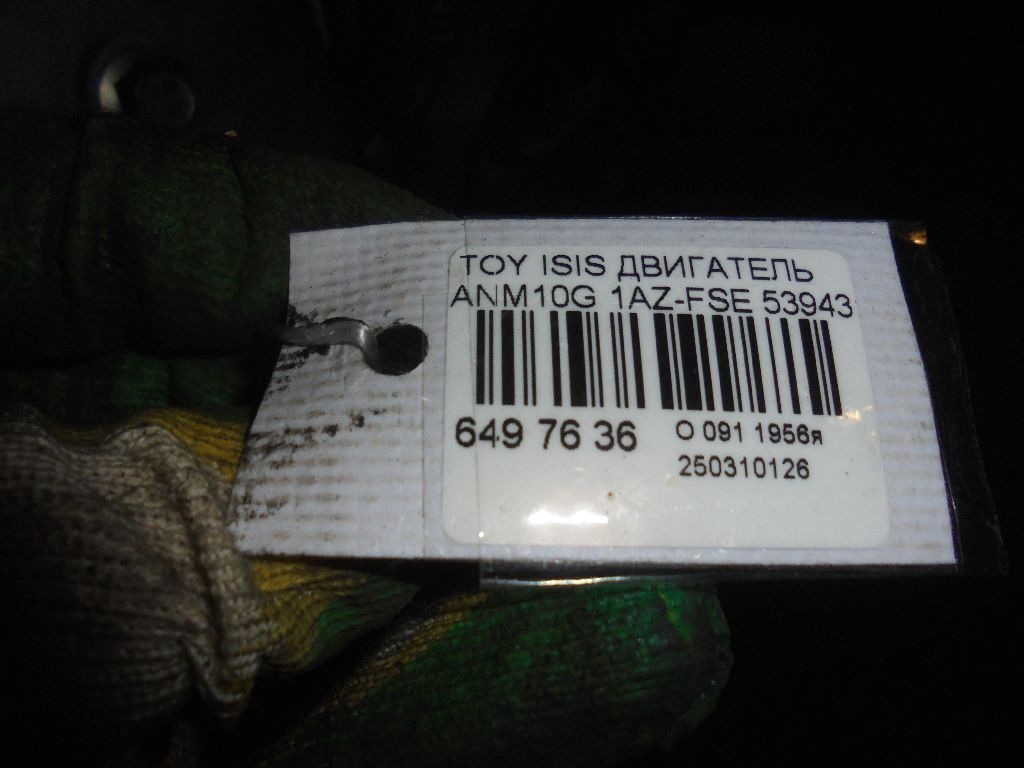 TOY ISIS ДВИГАТЕЛЬ
ANM10G 1AZ-FSE 53943
649 76 36
О 091 1956я
250310126